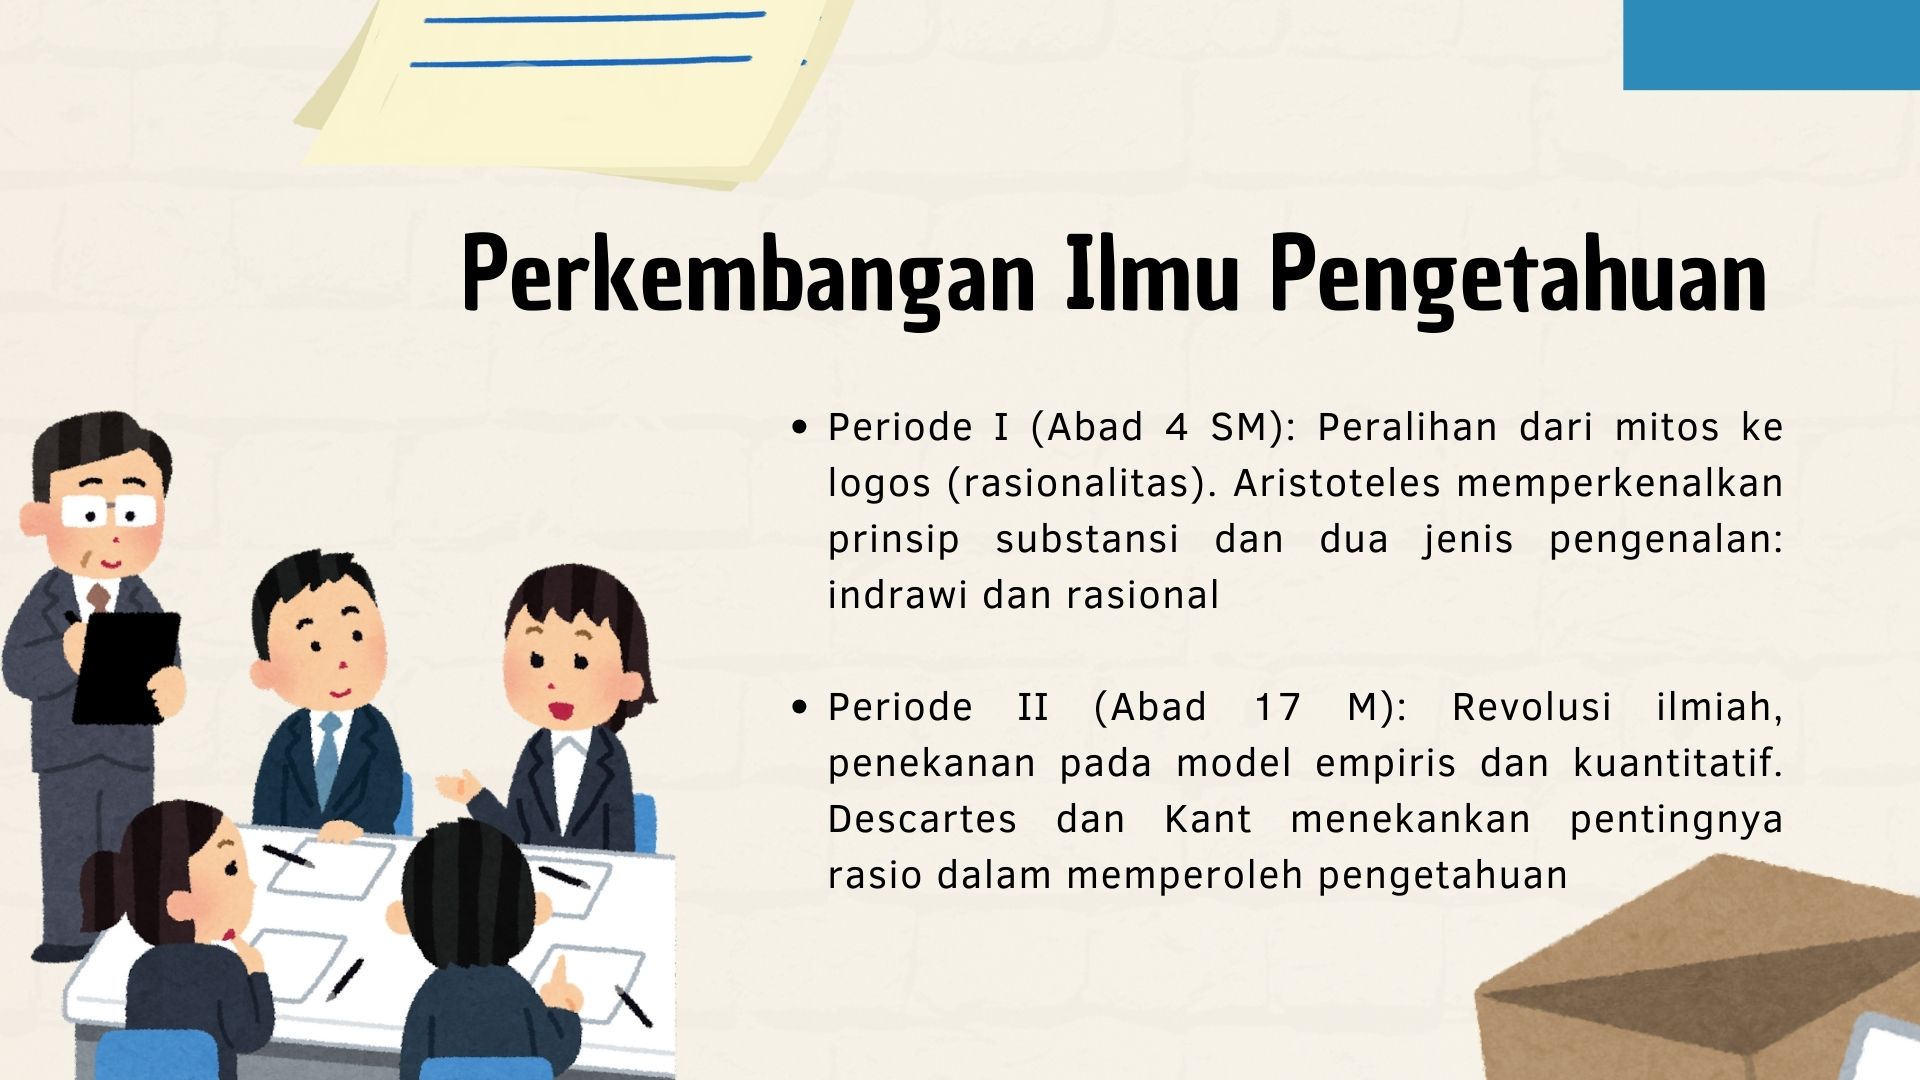 Perkembangan Ilmu Pengetahuan
• Periode I (Abad 4 SM): Peralihan dari mitos ke
logos (rasionalitas). Aristoteles memperkenalkan
prinsip substansi dan dua jenis pengenalan:
indrawi dan rasional
• Periode II (Abad 17 M): Revolusi ilmiah,
penekanan pada model empiris dan kuantitatif.
Descartes dan Kant menekankan pentingnya
rasio dalam memperoleh pengetahuan